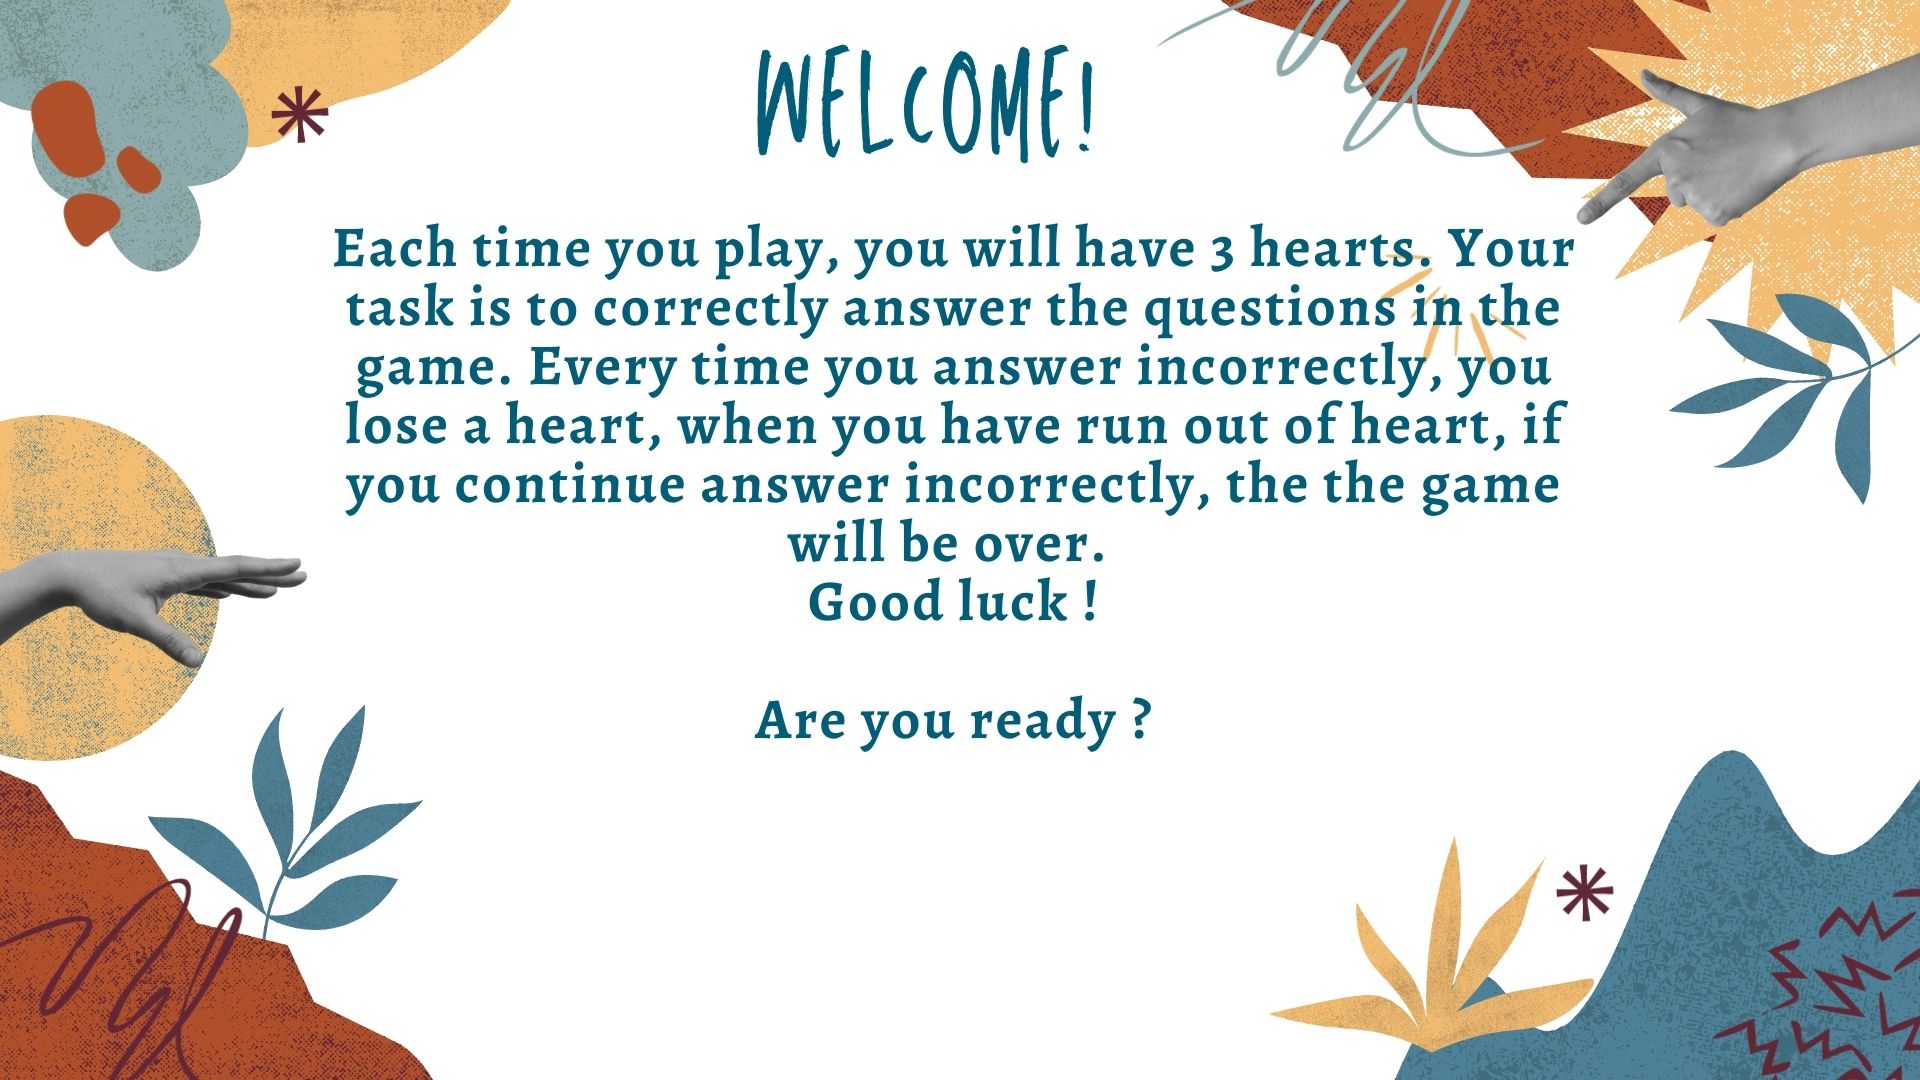 WELCOME!
Each time you play, you will have 3 hearts. Your
task is to correctly answer the questions in the
game. Every time you answer incorrectly, you
lose a heart, when you have run out of heart, if
you continue answer incorrectly, the the game
will be over.
Good luck !
Are you ready ?